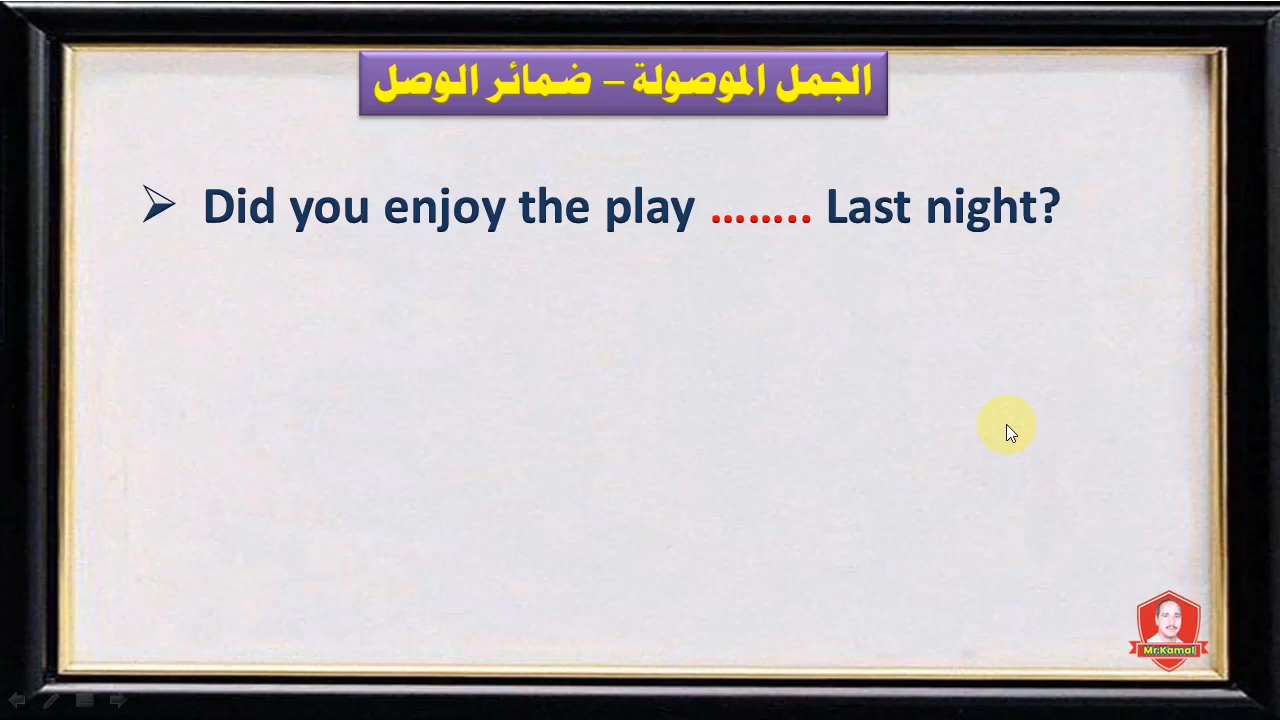 الجمل الموصولة – ضمائر الوصل
Did you enjoy the play …….. Last night?
Mr.Kamal